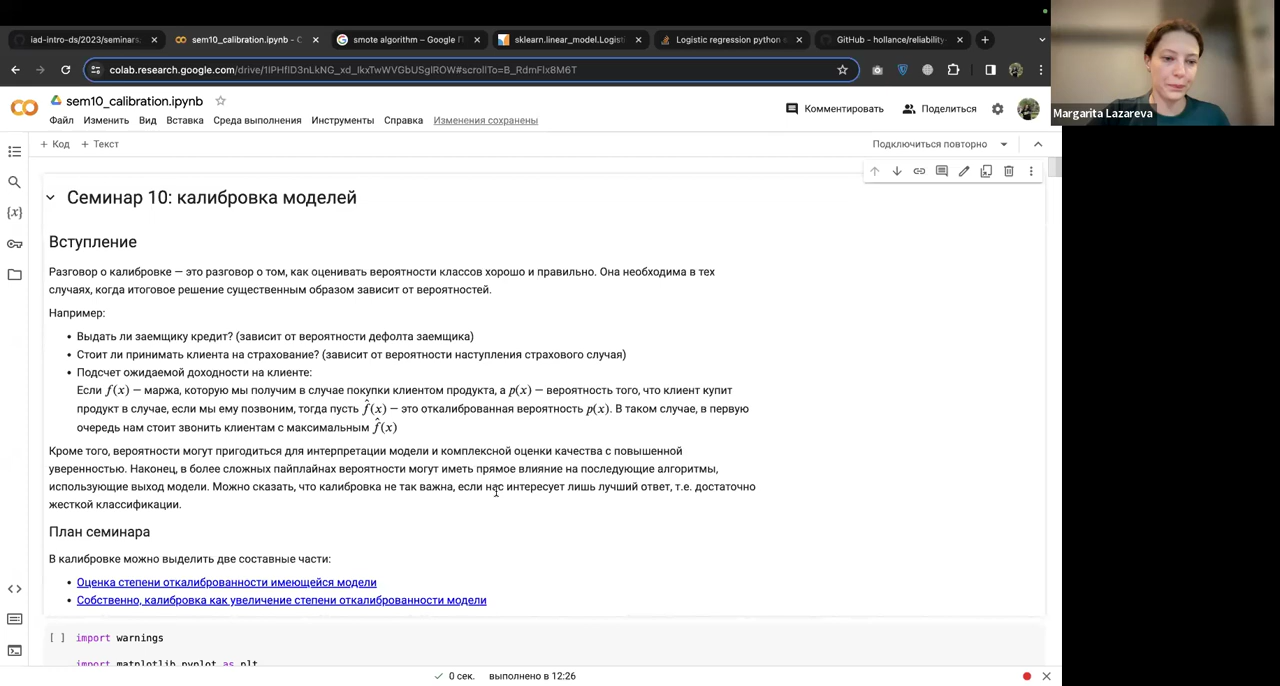 iad-intro-ds/2023/seminars
sem10_calibration.ipynb - C
smote algorithm – Google П
sklearn.linear_model.Logisti
Logistic regression python s
GitHub - hollance/reliability-
colab.research.google.com/drive/1IPHfID3nLkNG_xd_IkxTwWVGbUSgIROW#scrollTo=B_RdmFIx8M6T
sem10_calibration.ipynb
Комментировать
Поделиться
Файл Изменить Вид Вставка Среда выполнения Инструменты Справка Изменения сохранены
+ Код + Текст
Подключиться повторно
Margarita Lazareva
Семинар 10: калибровка моделей
Вступление
Разговор о калибровке — это разговор о том, как оценивать вероятности классов хорошо и правильно. Она необходима в тех
случаях, когда итоговое решение существенным образом зависит от вероятностей.
Например:
• Выдать ли заемщику кредит? (зависит от вероятности дефолта заемщика)
• Стоит ли принимать клиента на страхование? (зависит от вероятности наступления страхового случая)
• Подсчет ожидаемой доходности на клиенте:
Если f(x) — маржа, которую мы получим в случае покупки клиентом продукта, а p(x) — вероятность того, что клиент купит
продукт в случае, если мы ему позвоним, тогда пусть f̂(x) — это откалиброванная вероятность p(x). В таком случае, в первую
очередь нам стоит звонить клиентам с максимальным f̂(x)
Кроме того, вероятности могут пригодиться для интерпретации модели и комплексной оценки качества с повышенной
уверенностью. Наконец, в более сложных пайплайнах вероятности могут иметь прямое влияние на последующие алгоритмы,
использующие выход модели. Можно сказать, что калибровка не так важна, если нас интересует лишь лучший ответ, т.е. достаточно
жесткой классификации.
План семинара
В калибровке можно выделить две составные части:
• Оценка степени откалиброванности имеющейся модели
• Собственно, калибровка как увеличение степени откалиброванности модели
[ ] import warnings
import matplotlib.pyplot as plt
0 сек. выполнено в 12:26